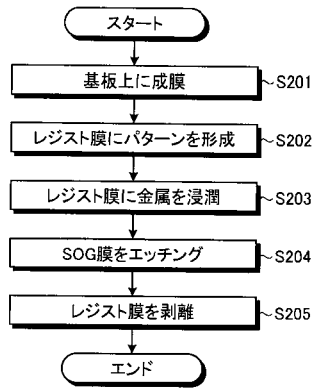 スタート
基板上に成膜 S201
レジスト膜にパターンを形成 S202
レジスト膜に金属を浸潤 S203
SOG膜をエッチング S204
レジスト膜を剥離 S205
エンド